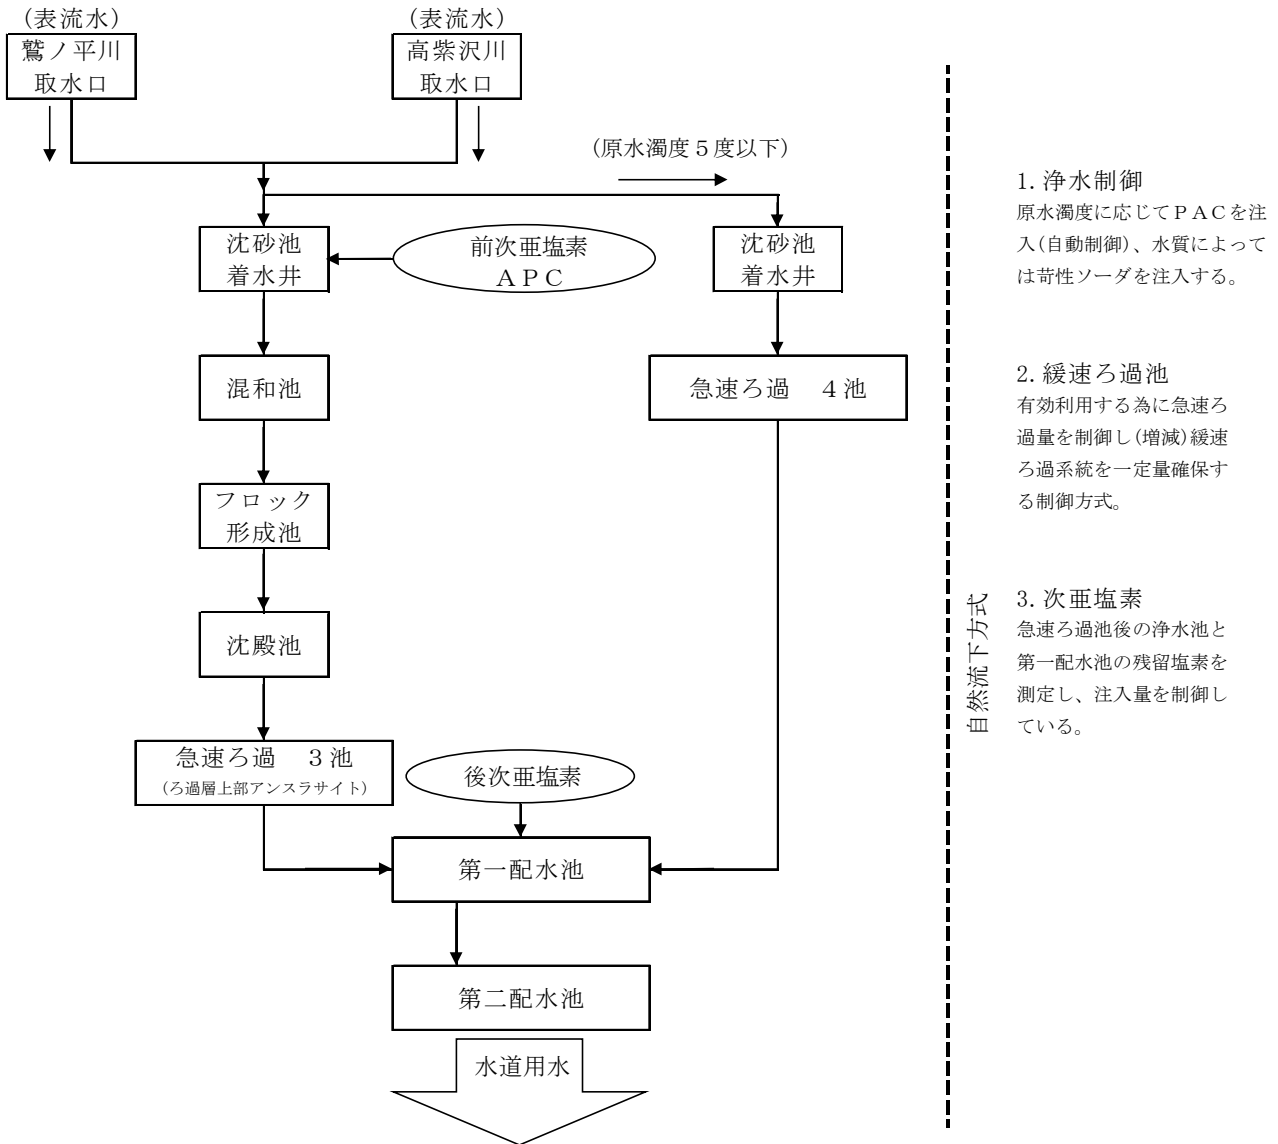 (表流水)
鷲ノ平川
取水口
(表流水)
高紫沢川
取水口
(原水濁度5度以下)
沈砂池
着水井
前次亜塩素
APC
沈砂池
着水井
混和池
急速ろ過 4池
フロック
形成池
沈殿池
急速ろ過 3池
(ろ過層上部アンスラサイト)
後次亜塩素
第一配水池
第二配水池
水道用水
自然流下方式
1.浄水制御
原水濁度に応じてPACを注
入(自動制御)、水質によって
は苛性ソーダを注入する。
2.緩速ろ過池
有効利用する為に急速ろ
過量を制御し(増減)緩速
ろ過系統を一定量確保す
る制御方式。
3.次亜塩素
急速ろ過池後の浄水池と
第一配水池の残留塩素を
測定し、注入量を制御し
ている。